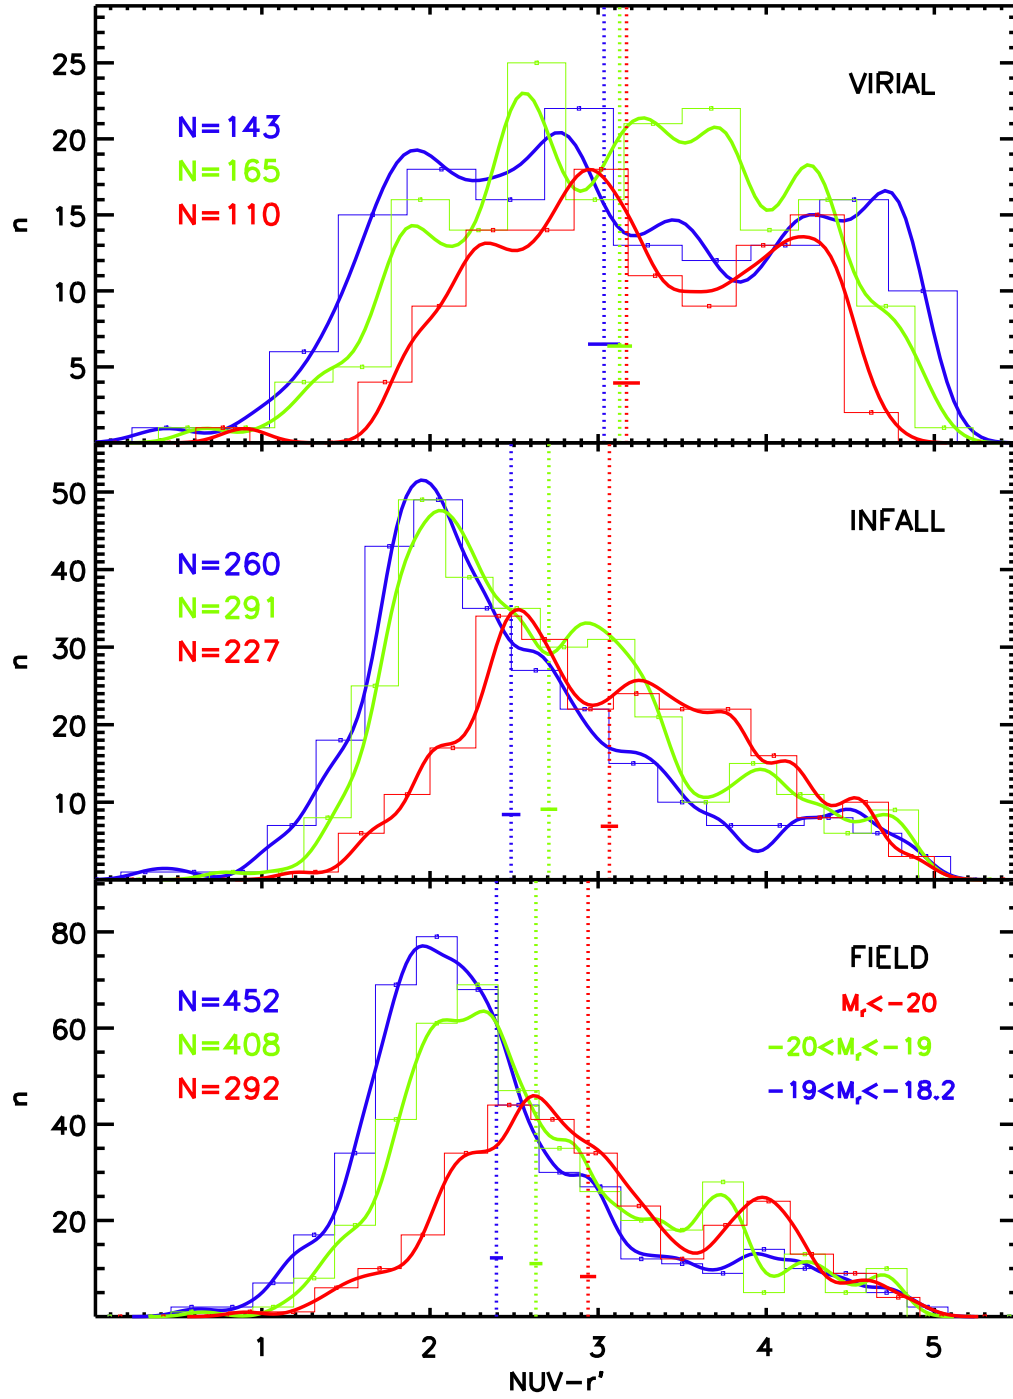 25
VIRIAL
N=143
20
N=165
N=110
15
n
10
5
50
INFALL
N=260
40
N=291
30
N=227
n
20
10
80
FIELD
N=452
Mr<-20
60
N=408
-20<Mr<-19
N=292
-19<Mr<-18.2
n
40
20
1 2 3 4 5
NUV-r'